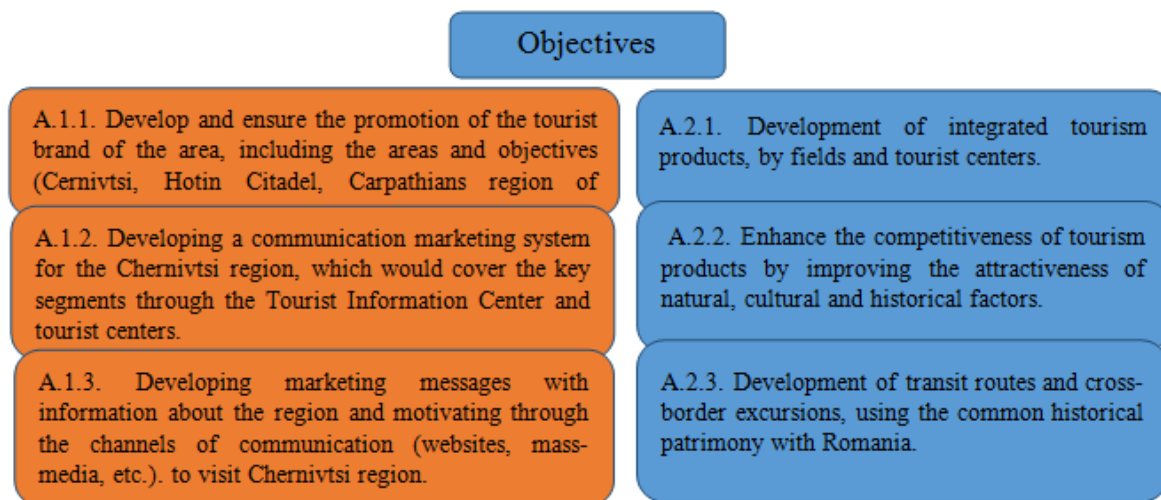 Objectives
A.1.1. Develop and ensure the promotion of the tourist
brand of the area, including the areas and objectives
(Cernivtsi, Hotin Citadel, Carpathians region of
A.1.2. Developing a communication marketing system
for the Chernivtsi region, which would cover the key
segments through the Tourist Information Center and
tourist centers.
A.1.3. Developing marketing messages with
information about the region and motivating through
the channels of communication (websites, mass-
media, etc.). to visit Chernivtsi region.
A.2.1. Development of integrated tourism
products, by fields and tourist centers.
A.2.2. Enhance the competitiveness of tourism
products by improving the attractiveness of
natural, cultural and historical factors.
A.2.3. Development of transit routes and cross-
border excursions, using the common historical
patrimony with Romania.